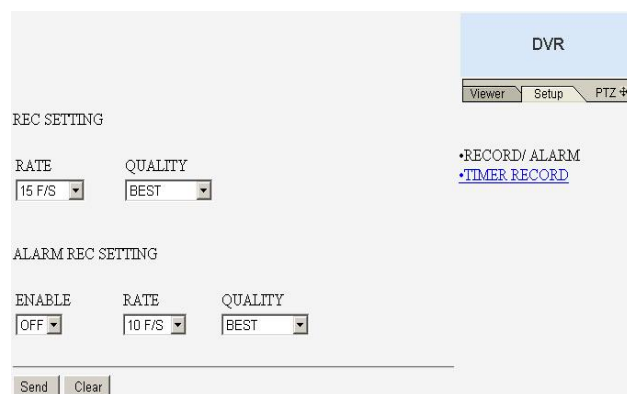 DVR
Viewer Setup PTZ
REC SETTING
RATE QUALITY
15 F/S BEST
•RECORD/ ALARM
•TIMER RECORD
ALARM REC SETTING
ENABLE RATE QUALITY
OFF 10 F/S BEST
Send Clear